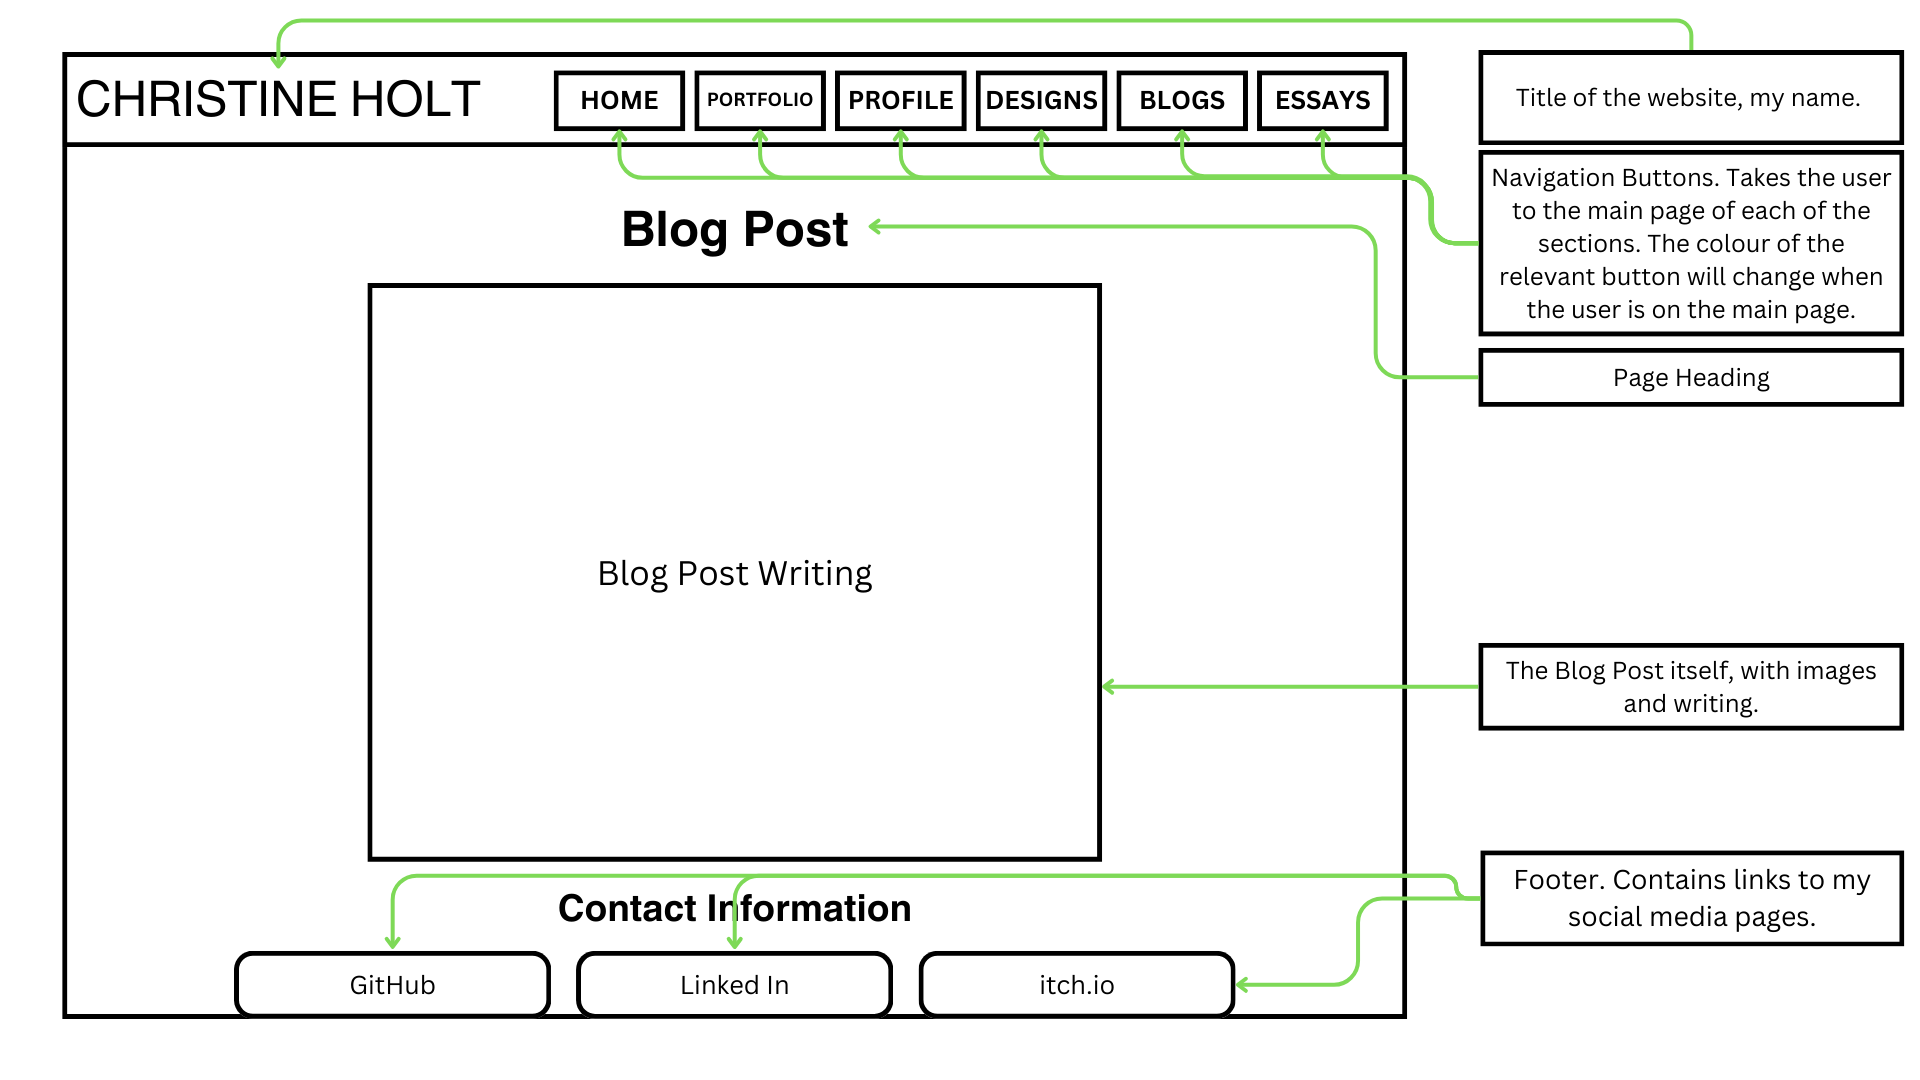 CHRISTINE HOLT
HOME
PORTFOLIO
PROFILE
DESIGNS
BLOGS
ESSAYS
Title of the website, my name.
Navigation Buttons. Takes the user
to the main page of each of the
sections. The colour of the
relevant button will change when
the user is on the main page.
Blog Post
Page Heading
Blog Post Writing
The Blog Post itself, with images
and writing.
Contact Information
Footer. Contains links to my
social media pages.
GitHub
Linked In
itch.io